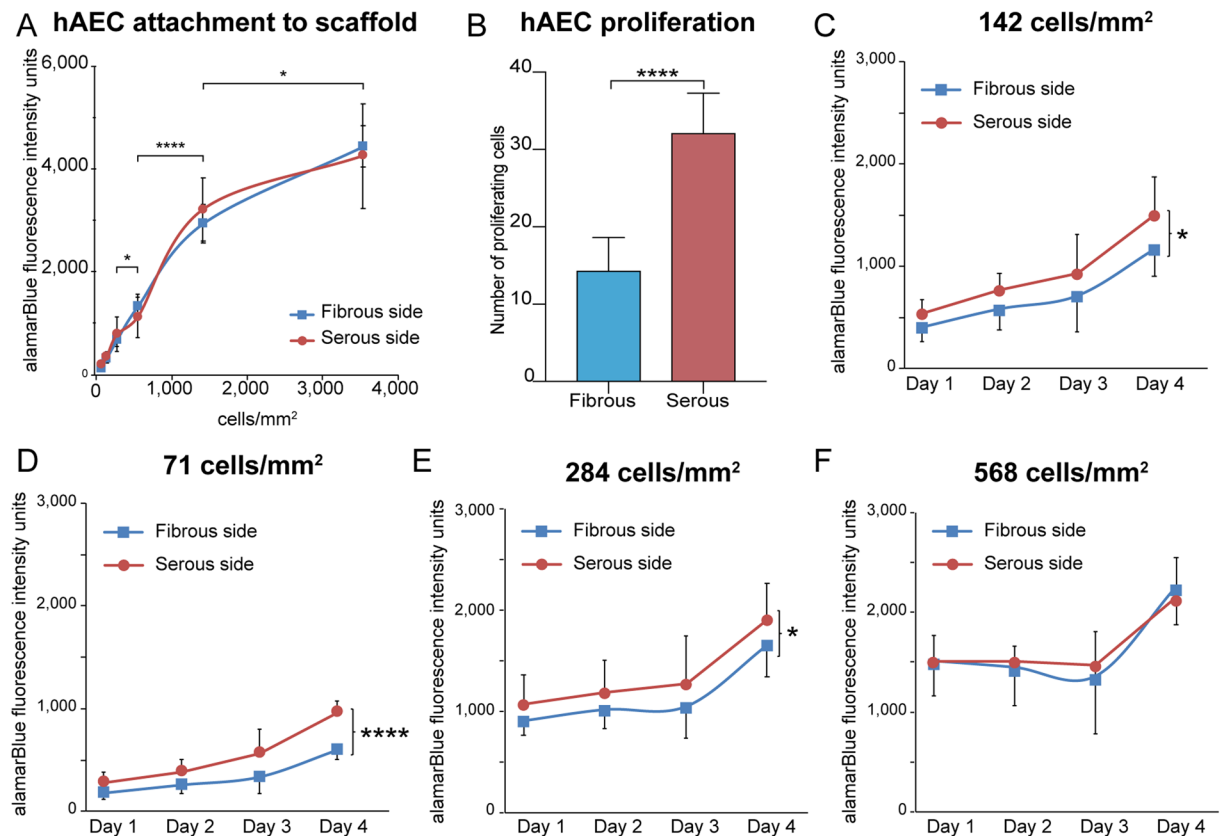 A hAEC attachment to scaffold
alamarBlue fluorescence intensity units
6,000
4,000
2,000
0
*
****
*
Fibrous side
Serous side
0 1,000 2,000 3,000 4,000
cells/mm²
B hAEC proliferation
Number of proliferating cells
40
30
20
10
0
****
Fibrous Serous
C 142 cells/mm²
alamarBlue fluorescence intensity units
3,000
2,000
1,000
0
Fibrous side
Serous side
*
Day 1 Day 2 Day 3 Day 4
D 71 cells/mm²
alamarBlue fluorescence intensity units
3,000
2,000
1,000
0
Fibrous side
Serous side
****
Day 1 Day 2 Day 3 Day 4
E 284 cells/mm²
alamarBlue fluorescence intensity units
3,000
2,000
1,000
0
Fibrous side
Serous side
*
Day 1 Day 2 Day 3 Day 4
F 568 cells/mm²
alamarBlue fluorescence intensity units
3,000
2,000
1,000
0
Fibrous side
Serous side
Day 1 Day 2 Day 3 Day 4